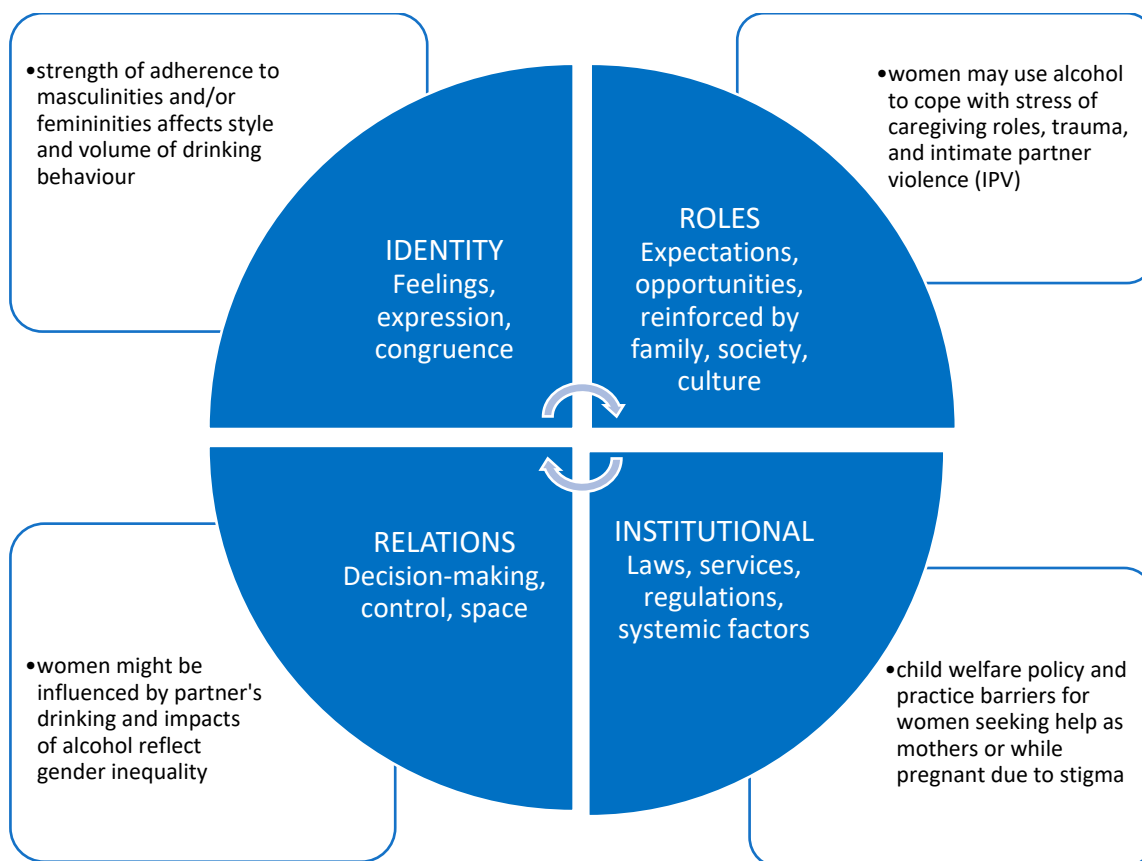 •strength of adherence to
masculinities and/or
femininities affects style
and volume of drinking
behaviour
•women may use alcohol
to cope with stress of
caregiving roles, trauma,
and intimate partner
violence (IPV)
IDENTITY
Feelings,
expression,
congruence
ROLES
Expectations,
opportunities,
reinforced by
family, society,
culture
RELATIONS
Decision-making,
control, space
INSTITUTIONAL
Laws, services,
regulations,
systemic factors
•women might be
influenced by partner's
drinking and impacts
of alcohol reflect
gender inequality
•child welfare policy and
practice barriers for
women seeking help as
mothers or while
pregnant due to stigma